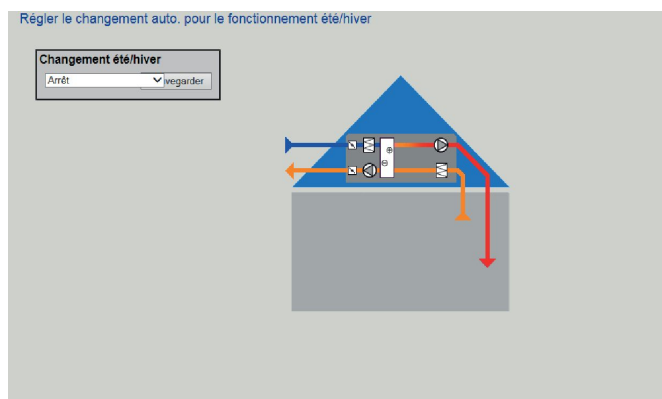 Régler le changement auto. pour le fonctionnement été/hiver
Changement été/hiver
Arrêt
vegarder